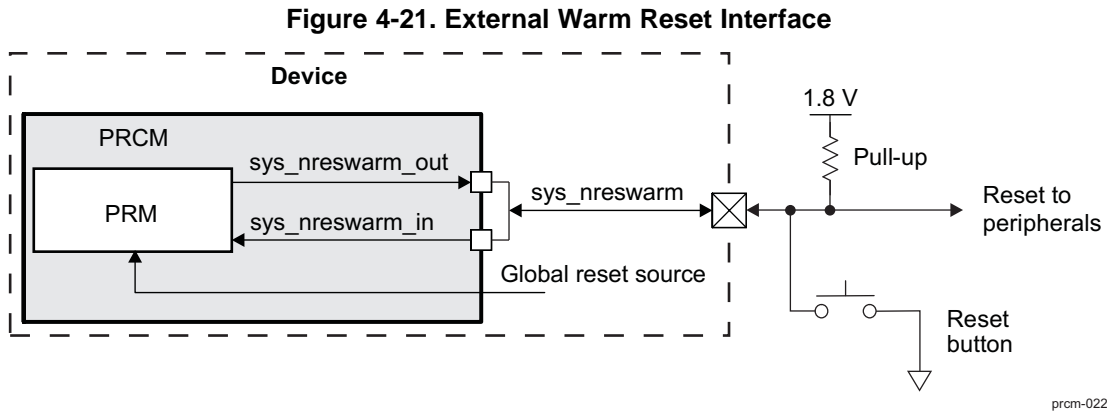 Figure 4-21. External Warm Reset Interface
Device
1.8 V
PRCM
sys_nreswarm_out
Pull-up
PRM
sys_nreswarm
Reset to
peripherals
sys_nreswarm_in
Global reset source
Reset
button
prcm-022